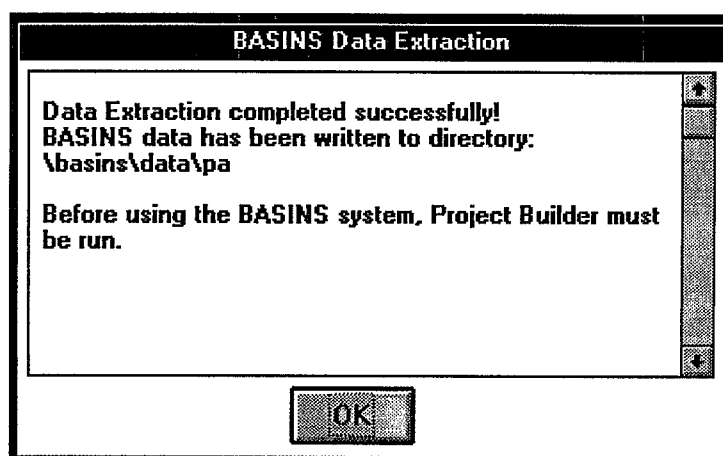 BASINS Data Extraction
Data Extraction completed successfully!
BASINS data has been written to directory:
\basins\data\pa
Before using the BASINS system, Project Builder must
be run.
OK